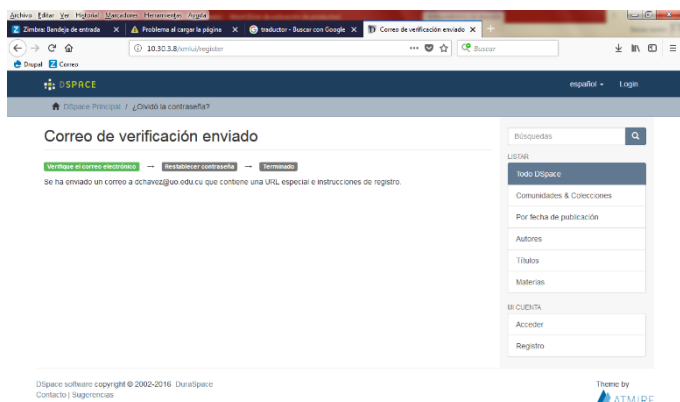 Archivo Editar Ver Historial Marcadores Herramientas Ayuda
Zimbra: Bandeja de entrada
Problema al cargar la página
traductor - Buscar con Google
Correo de verificación enviado
10.30.3.8/xmlui/register
Buscar
Drupal Correo
DSPACE
español
Login
DSpace Principal / ¿Olvidó la contraseña?
Correo de verificación enviado
Verifique el correo electrónico → Restablecer contraseña → Terminado
Se ha enviado un correo a dchavez@uo.edu.cu que contiene una URL especial e instrucciones de registro.
Búsquedas
LISTAR
Todo DSpace
Comunidades & Colecciones
Por fecha de publicación
Autores
Títulos
Materias
MI CUENTA
Acceder
Registro
DSpace software copyright © 2002-2016 DuraSpace
Contacto | Sugerencias
Theme by
ATMIRE